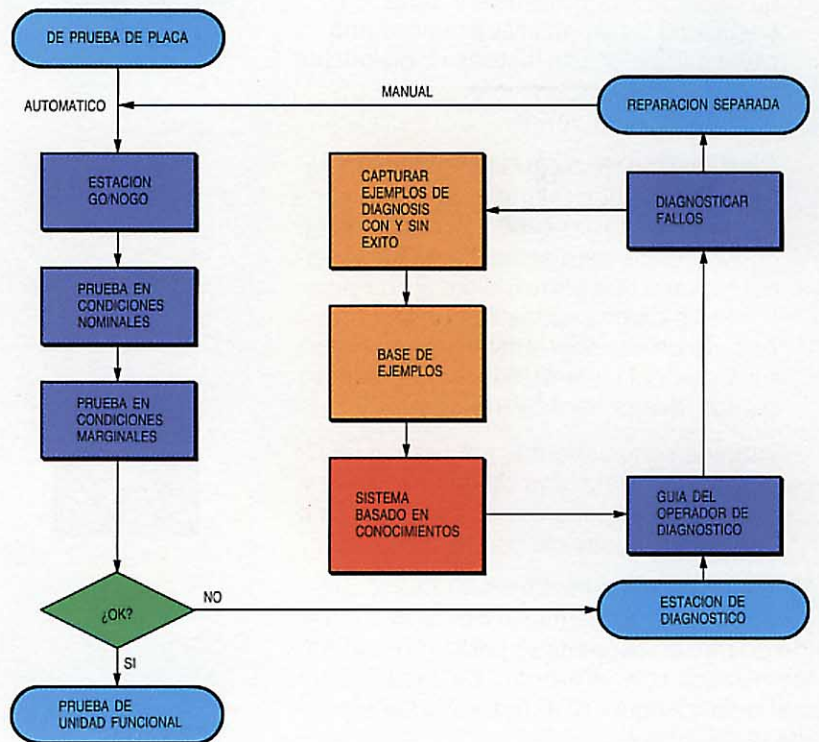 DE PRUEBA DE PLACA
AUTOMATICO
MANUAL
REPARACION SEPARADA
ESTACION
GO/NOGO
CAPTURAR
EJEMPLOS DE
DIAGNOSIS
CON Y SIN
EXITO
DIAGNOSTICAR
FALLOS
PRUEBA EN
CONDICIONES
NOMINALES
BASE DE
EJEMPLOS
PRUEBA EN
CONDICIONES
MARGINALES
SISTEMA
BASADO EN
CONOCIMIENTOS
GUIA DEL
OPERADOR DE
DIAGNOSTICO
¿OK?
NO
ESTACION DE
DIAGNOSTICO
SI
PRUEBA DE
UNIDAD FUNCIONAL